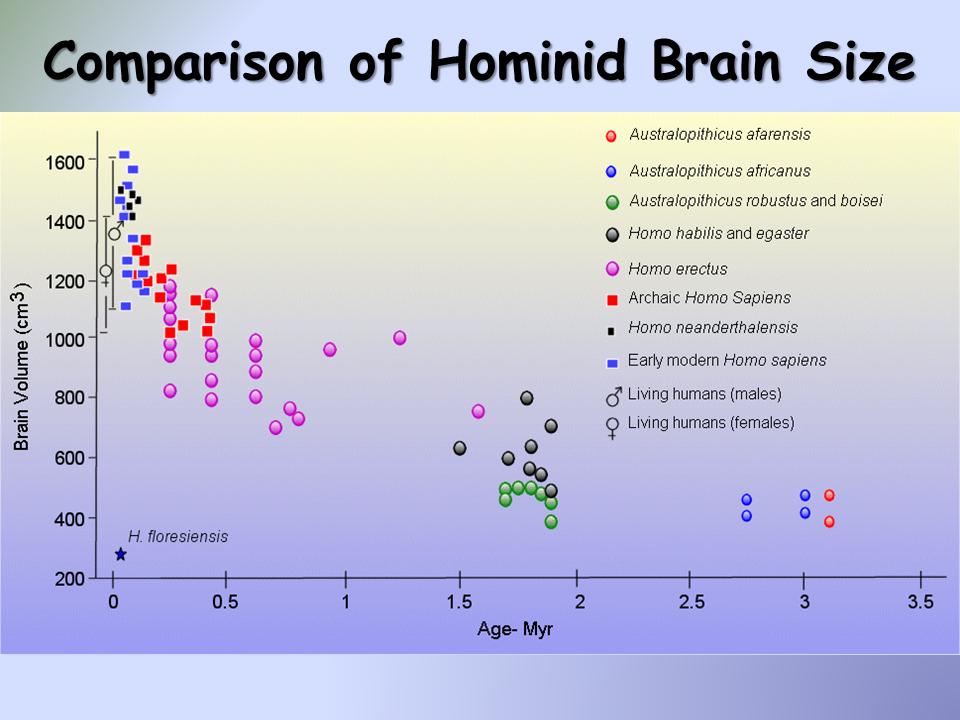 Comparison of Hominid Brain Size
Australopithicus afarensis
Australopithicus africanus
Australopithicus robustus and boisei
Homo habilis and egaster
Homo erectus
Archaic Homo Sapiens
Homo neanderthalensis
Early modern Homo sapiens
Living humans (males)
Living humans (females)
Brain Volume (cm3)
1600
1400
1200
1000
800
600
400
200
H. floresiensis
0 0.5 1 1.5 2 2.5 3 3.5
Age- Myr